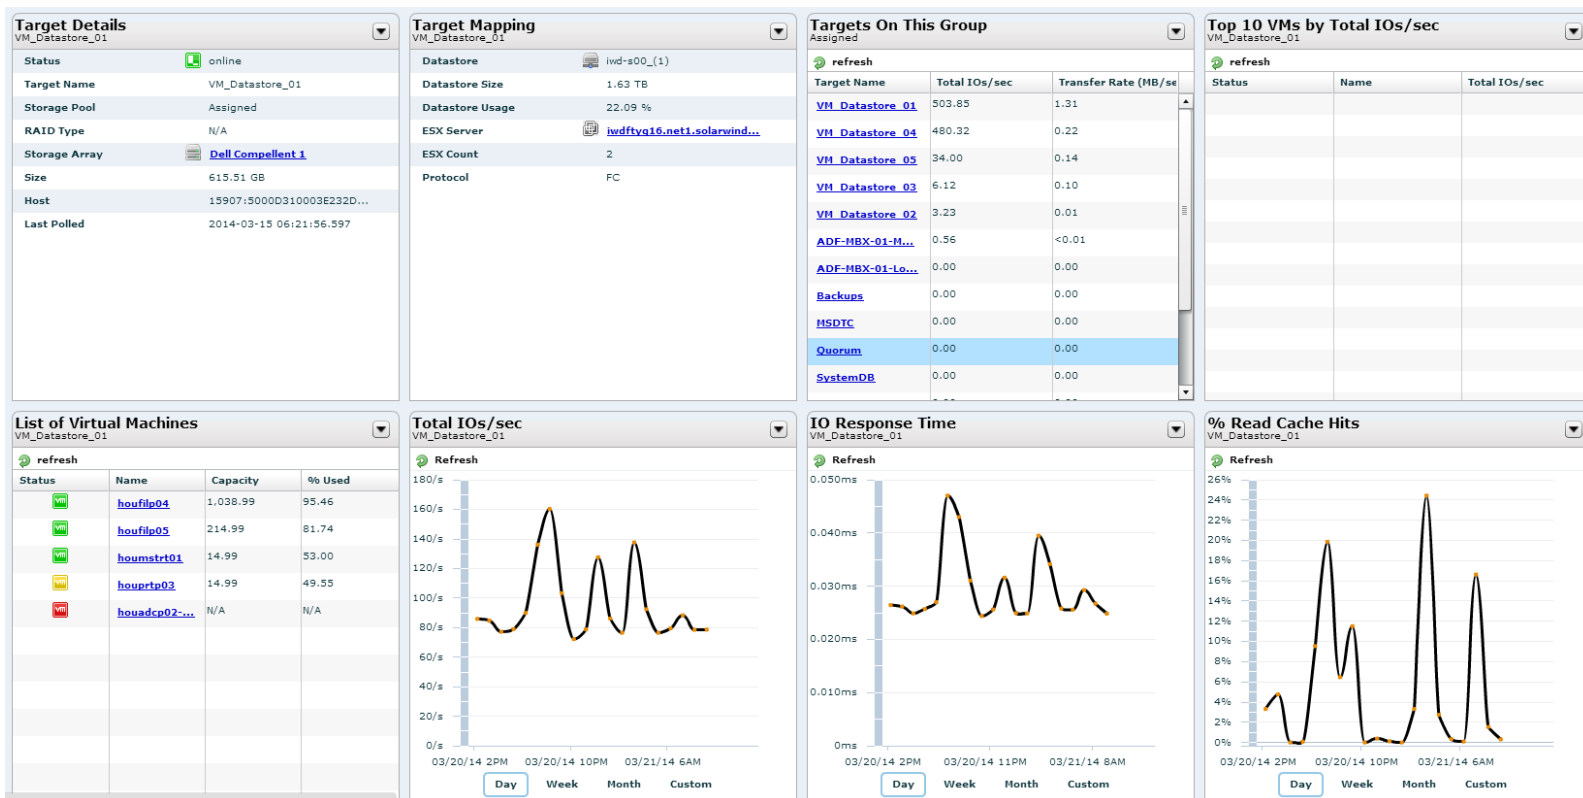 Target Details
VM_Datastore_01
Status online
Target Name VM_Datastore_01
Storage Pool Assigned
RAID Type N/A
Storage Array Dell Compellent 1
Size 615.51 GB
Host 15907:5000D310003E232D...
Last Polled 2014-03-15 06:21:56.597
Target Mapping
VM_Datastore_01
Datastore iwd-s00_(1)
Datastore Size 1.63 TB
Datastore Usage 22.09 %
ESX Server iwdftyq16.net1.solarwind...
ESX Count 2
Protocol FC
Targets On This Group
Assigned
refresh
Target Name Total IOs/sec Transfer Rate (MB/se
VM_Datastore_01 503.85 1.31
VM_Datastore_04 480.32 0.22
VM_Datastore_05 34.00 0.14
VM_Datastore_03 6.12 0.10
VM_Datastore_02 3.23 0.01
ADF-MBX-01-M... 0.56 <0.01
ADF-MBX-01-Lo... 0.00 0.00
Backups 0.00 0.00
MSDTC 0.00 0.00
Quorum 0.00 0.00
SystemDB 0.00 0.00
Top 10 VMs by Total IOs/sec
VM_Datastore_01
refresh
Status Name Total IOs/sec
List of Virtual Machines
VM_Datastore_01
refresh
Status Name Capacity % Used
vm houfilp04 1,038.99 95.46
vm houfilp05 214.99 81.74
vm houmstrt01 14.99 53.00
vm houprtp03 14.99 49.55
vm houadcp02-... N/A N/A
Total IOs/sec
VM_Datastore_01
Refresh
180/s
160/s
140/s
120/s
100/s
80/s
60/s
40/s
20/s
0/s
03/20/14 2PM 03/20/14 10PM 03/21/14 6AM
Day Week Month Custom
IO Response Time
VM_Datastore_01
Refresh
0.050ms
0.040ms
0.030ms
0.020ms
0.010ms
0ms
03/20/14 2PM 03/20/14 11PM 03/21/14 8AM
Day Week Month Custom
% Read Cache Hits
VM_Datastore_01
Refresh
26%
24%
22%
20%
18%
16%
14%
12%
10%
8%
6%
4%
2%
0%
03/20/14 2PM 03/20/14 10PM 03/21/14 6AM
Day Week Month Custom